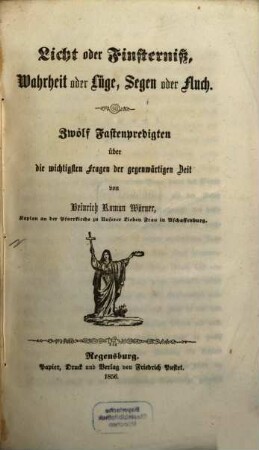 Licht oder Finsterniß,
Wahrheit oder Lüge, Segen oder Fluch.
Zwölf Fastenpredigten
über
die wichtigsten Fragen der gegenwärtigen Zeit
von
Heinrich Roman Wörner,
Kaplan an der Pfarrkirche zu Unserer Lieben Frau in Aschaffenburg.
Regensburg.
Papier, Druck und Verlag von Friedrich Pustet.
1856.